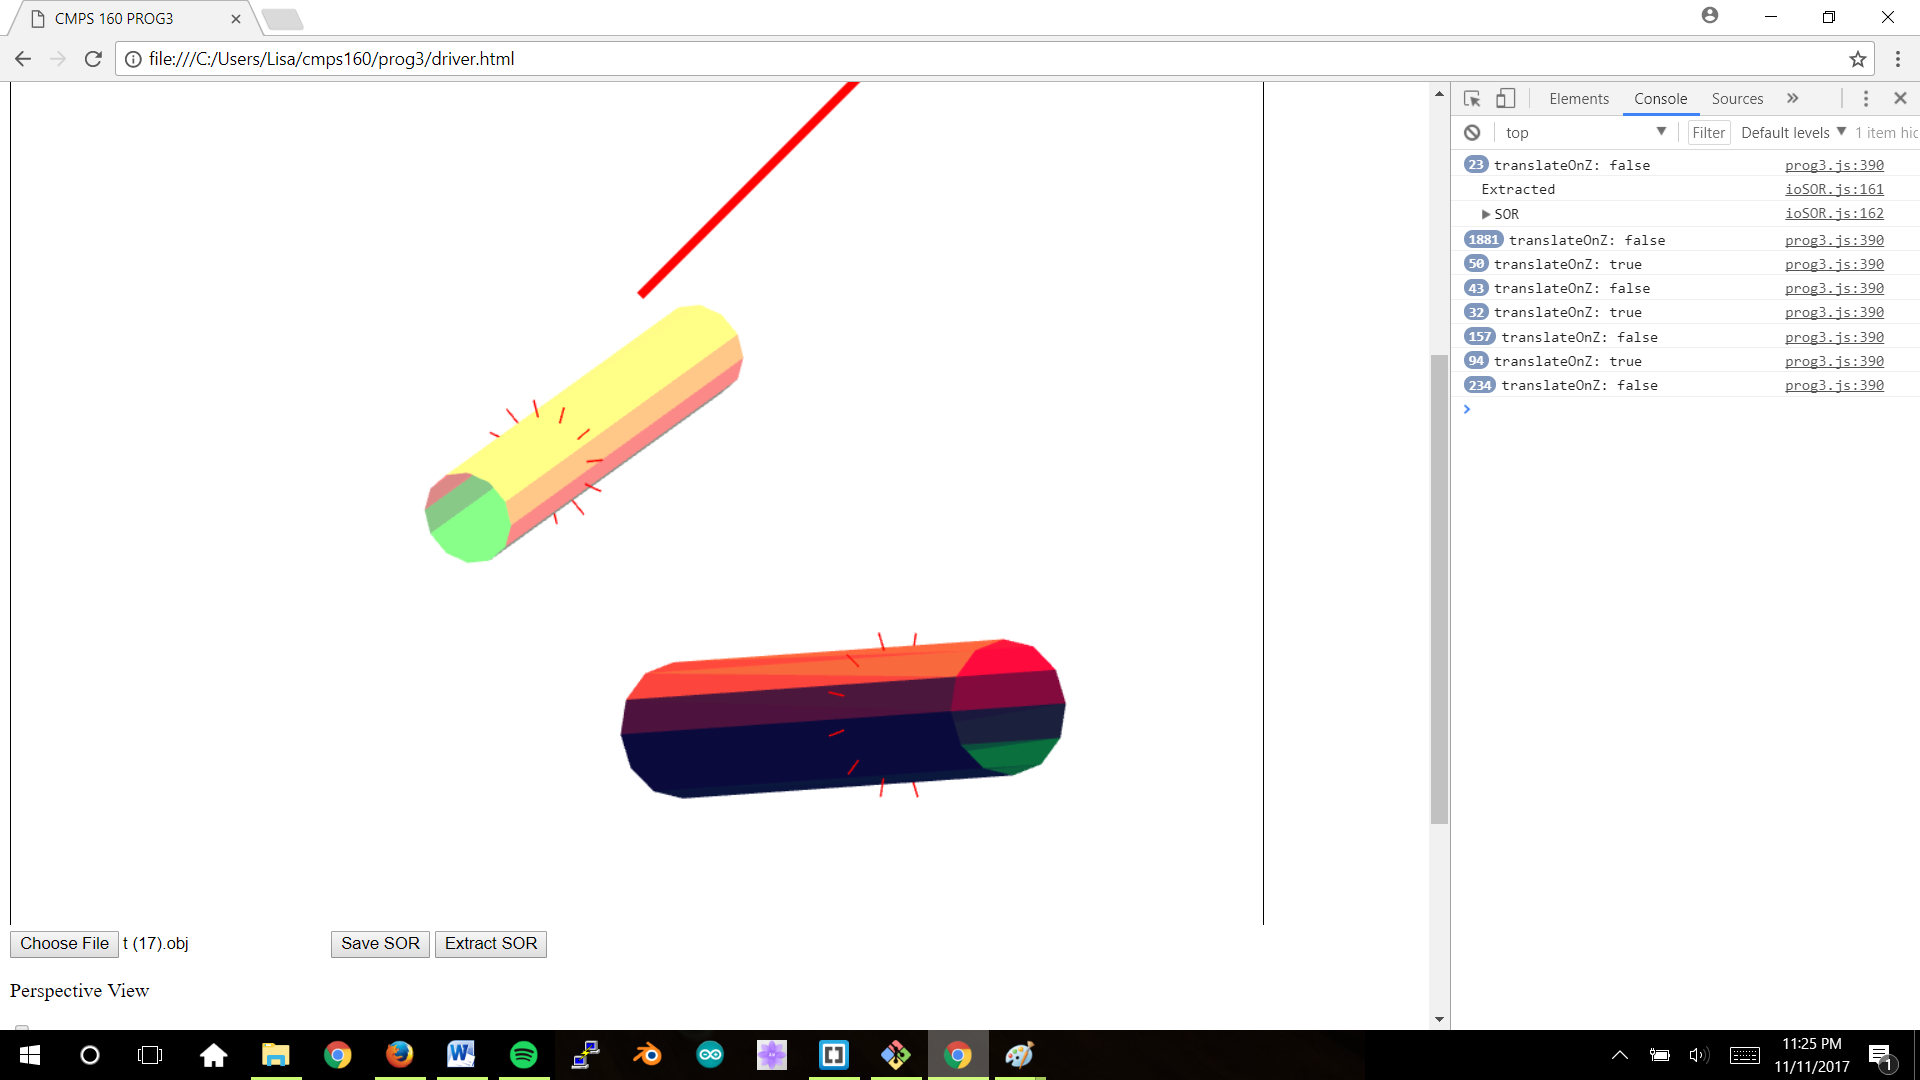 CMPS 160 PROG3
file:///C:/Users/Lisa/cmps160/prog3/driver.html
Elements Console Sources
top Filter Default levels 1 item hic
23 translateOnZ: false prog3.js:390
Extracted ioSOR.js:161
SOR ioSOR.js:162
1881 translateOnZ: false prog3.js:390
50 translateOnZ: true prog3.js:390
43 translateOnZ: false prog3.js:390
32 translateOnZ: true prog3.js:390
157 translateOnZ: false prog3.js:390
94 translateOnZ: true prog3.js:390
234 translateOnZ: false prog3.js:390
Choose File t (17).obj Save SOR Extract SOR
Perspective View
11:25 PM
11/11/2017
1